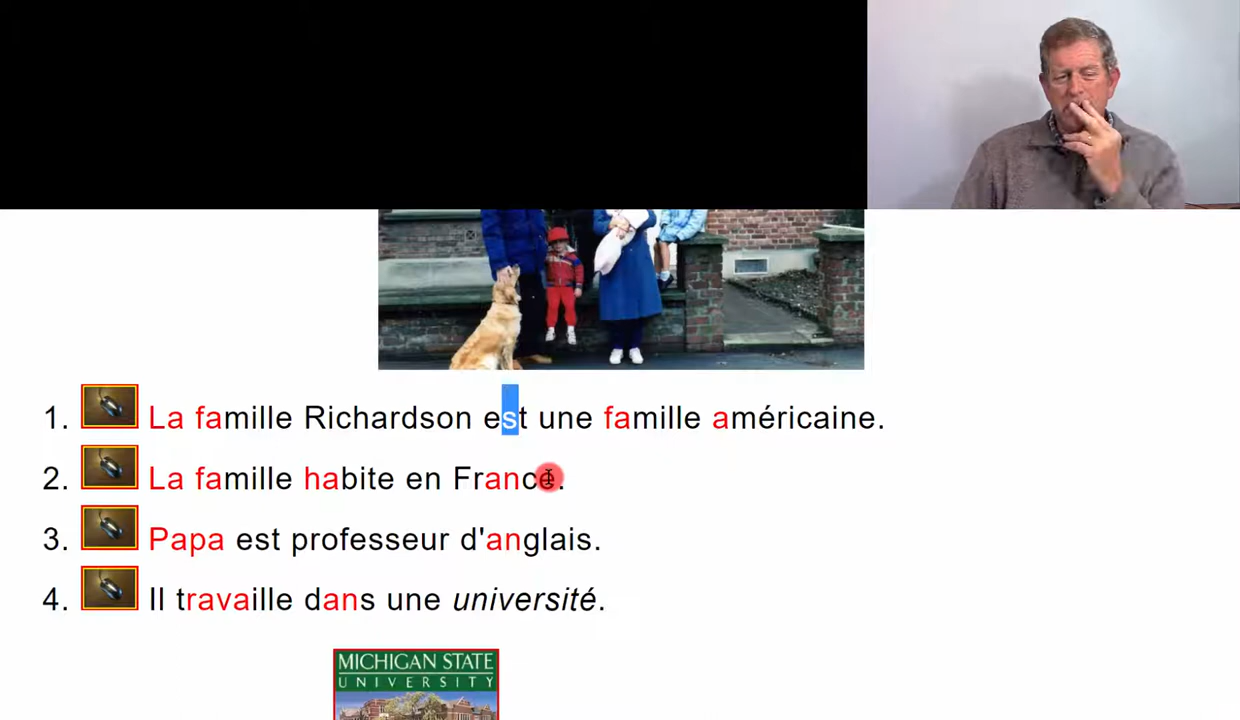 1. La famille Richardson est une famille américaine.
2. La famille habite en France.
3. Papa est professeur d'anglais.
4. Il travaille dans une université.
MICHIGAN STATE
UNIVERSITY